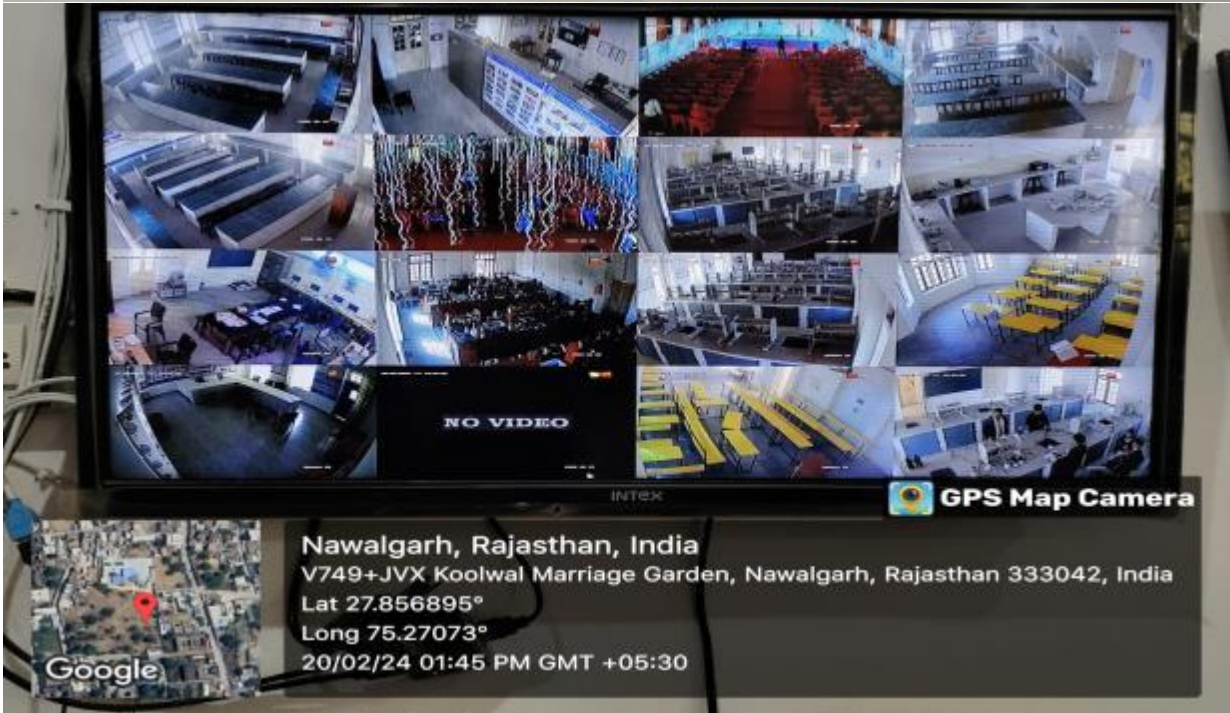 NO VIDEO
INTEX
GPS Map Camera
Nawalgarh, Rajasthan, India
V749+JVX Koolwal Marriage Garden, Nawalgarh, Rajasthan 333042, India
Lat 27.856895°
Long 75.27073°
20/02/24 01:45 PM GMT +05:30
Google